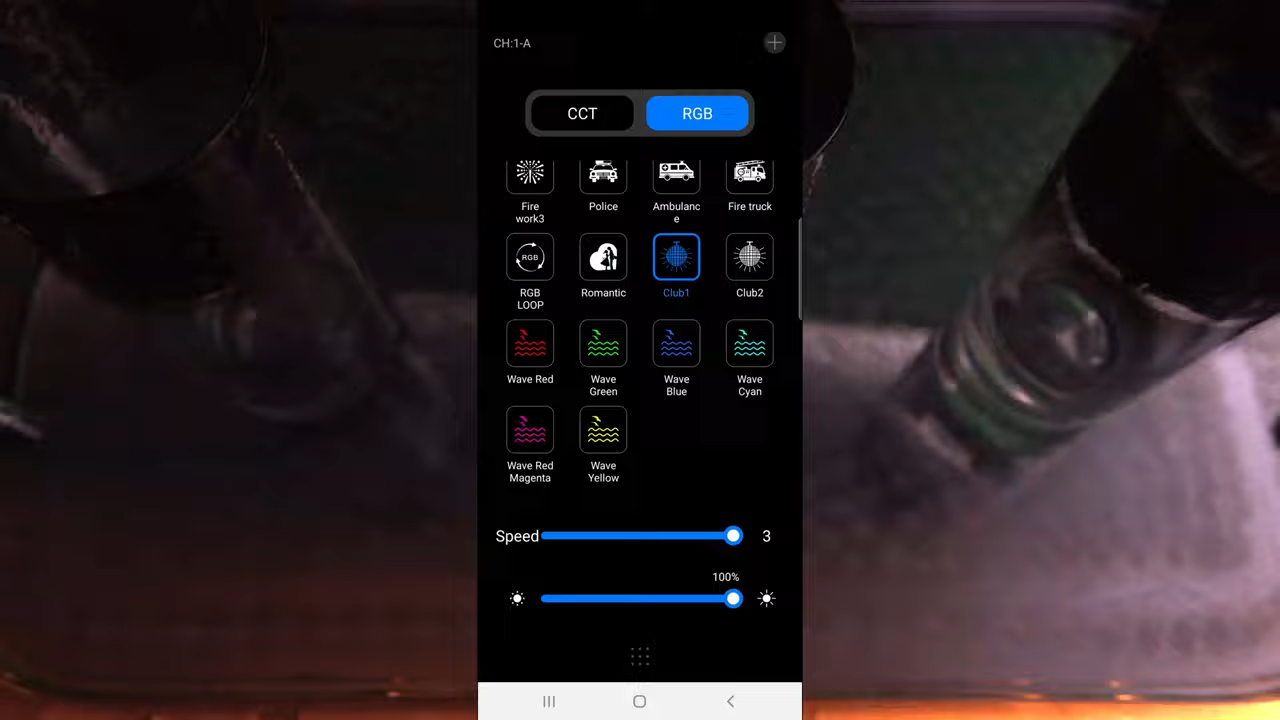 CH:1-A
CCT
RGB
Fire
work3
Police
Ambulanc
e
Fire truck
RGB
RGB
LOOP
Romantic
Club1
Club2
Wave Red
Wave
Green
Wave
Blue
Wave
Cyan
Wave Red
Magenta
Wave
Yellow
Speed
3
100%